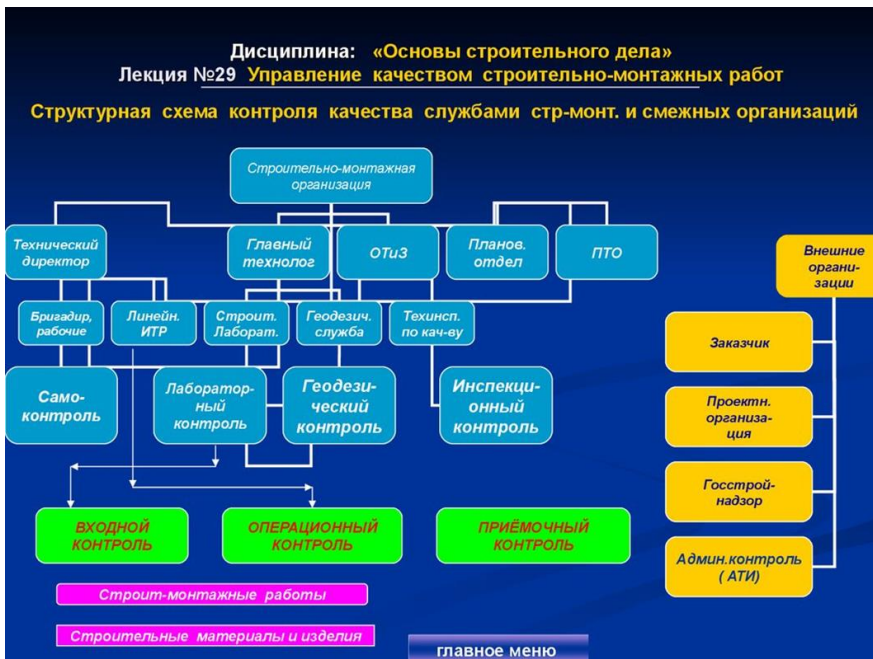 Дисциплина: «Основы строительного дела»
Лекция №29 Управление качеством строительно-монтажных работ
Структурная схема контроля качества службами стр-монт. и смежных организаций
Строительно-монтажная
организация
Технический
директор
Главный
технолог
ОТиЗ
Планов.
отдел
ПТО
Внешние
органи-
зации
Бригадир,
рабочие
Линейн.
ИТР
Строит.
Лаборат.
Геодезич.
служба
Техинсп.
по кач-ву
Заказчик
Само-
контроль
Лаборатор-
ный
контроль
Геодези-
ческий
контроль
Инспекци-
онный
контроль
Проектн.
организа-
ция
Госстрой-
надзор
ВХОДНОЙ
КОНТРОЛЬ
ОПЕРАЦИОННЫЙ
КОНТРОЛЬ
ПРИЁМОЧНЫЙ
КОНТРОЛЬ
Админ.контроль
( АТИ)
Строит-монтажные работы
Строительные материалы и изделия
главное меню